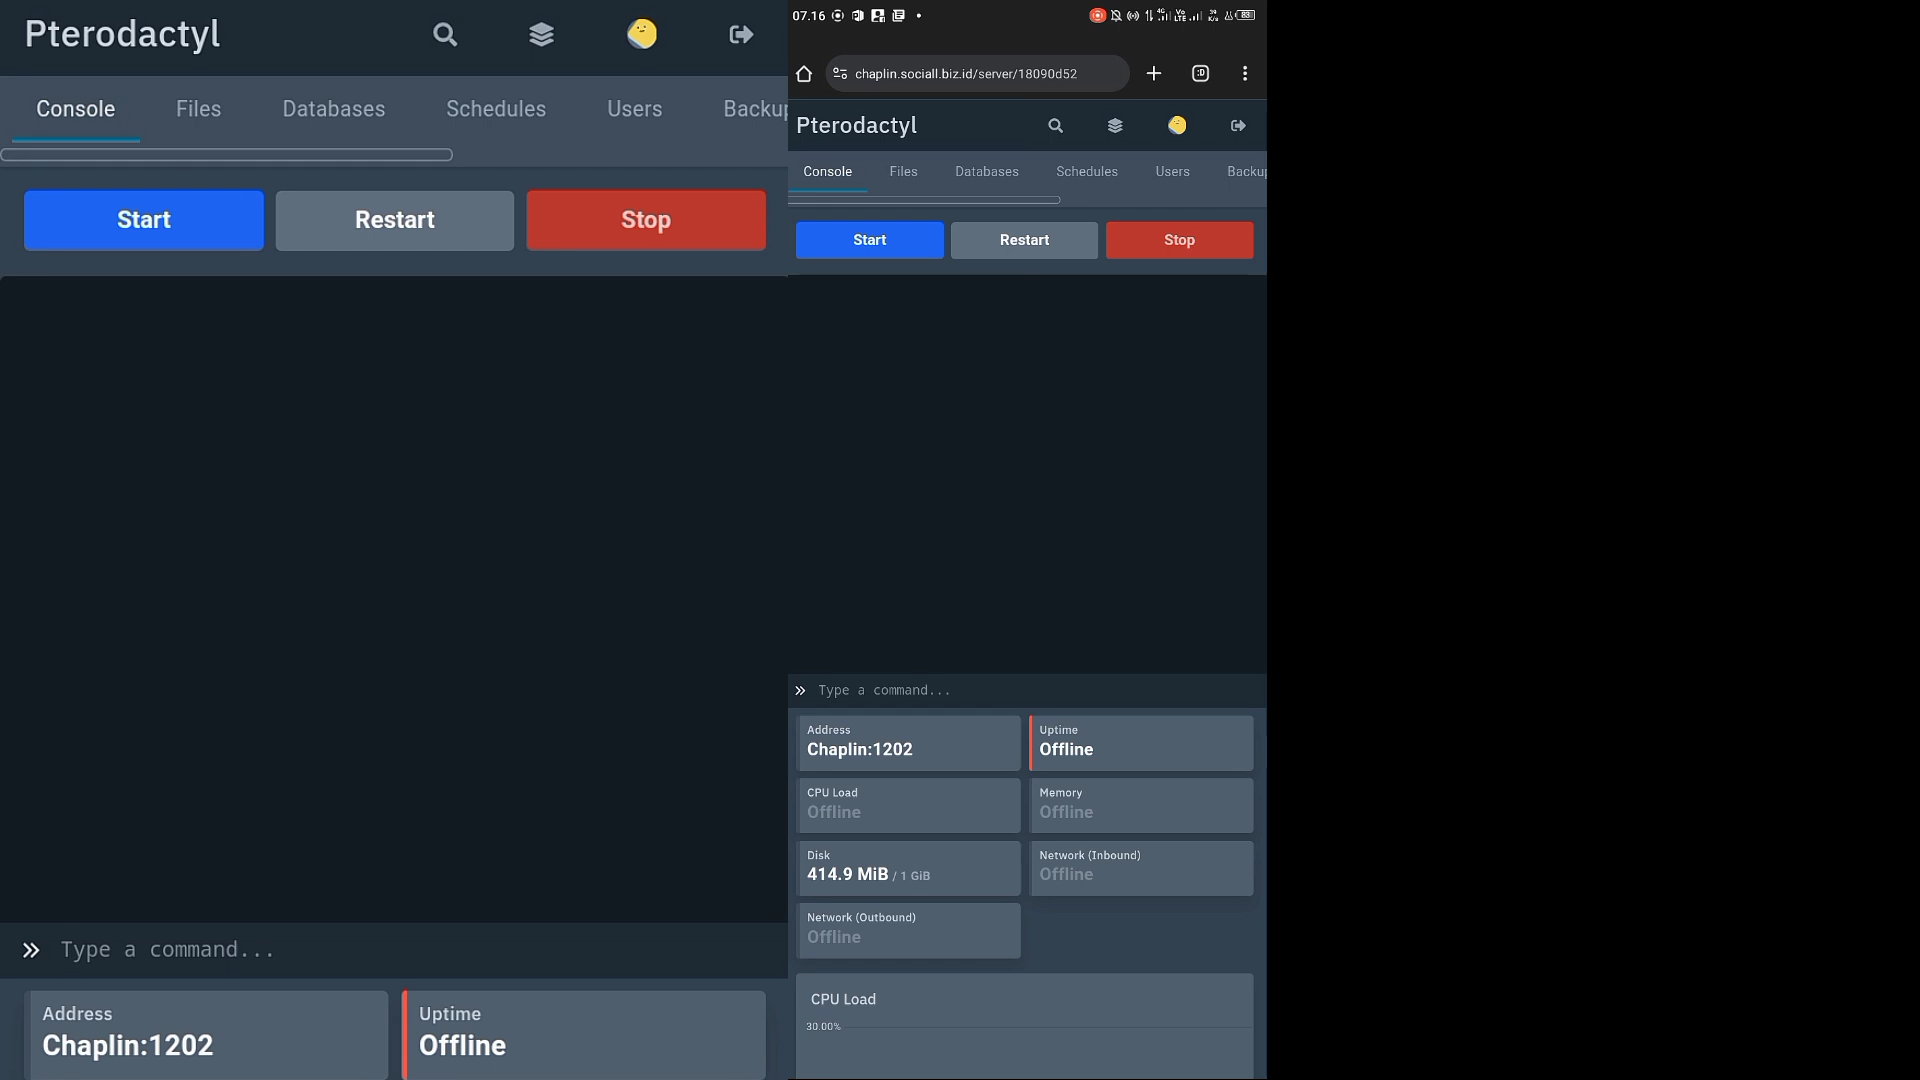 Pterodactyl
Console Files Databases Schedules Users Backup
Start Restart Stop
Type a command...
Address
Chaplin:1202
Uptime
Offline
07.16
chaplin.sociall.biz.id/server/18090d52
Pterodactyl
Console Files Databases Schedules Users Backup
Start Restart Stop
Type a command...
Address
Chaplin:1202
Uptime
Offline
CPU Load
Offline
Memory
Offline
Disk
414.9 MiB / 1 GiB
Network (Inbound)
Offline
Network (Outbound)
Offline
CPU Load
30.00%